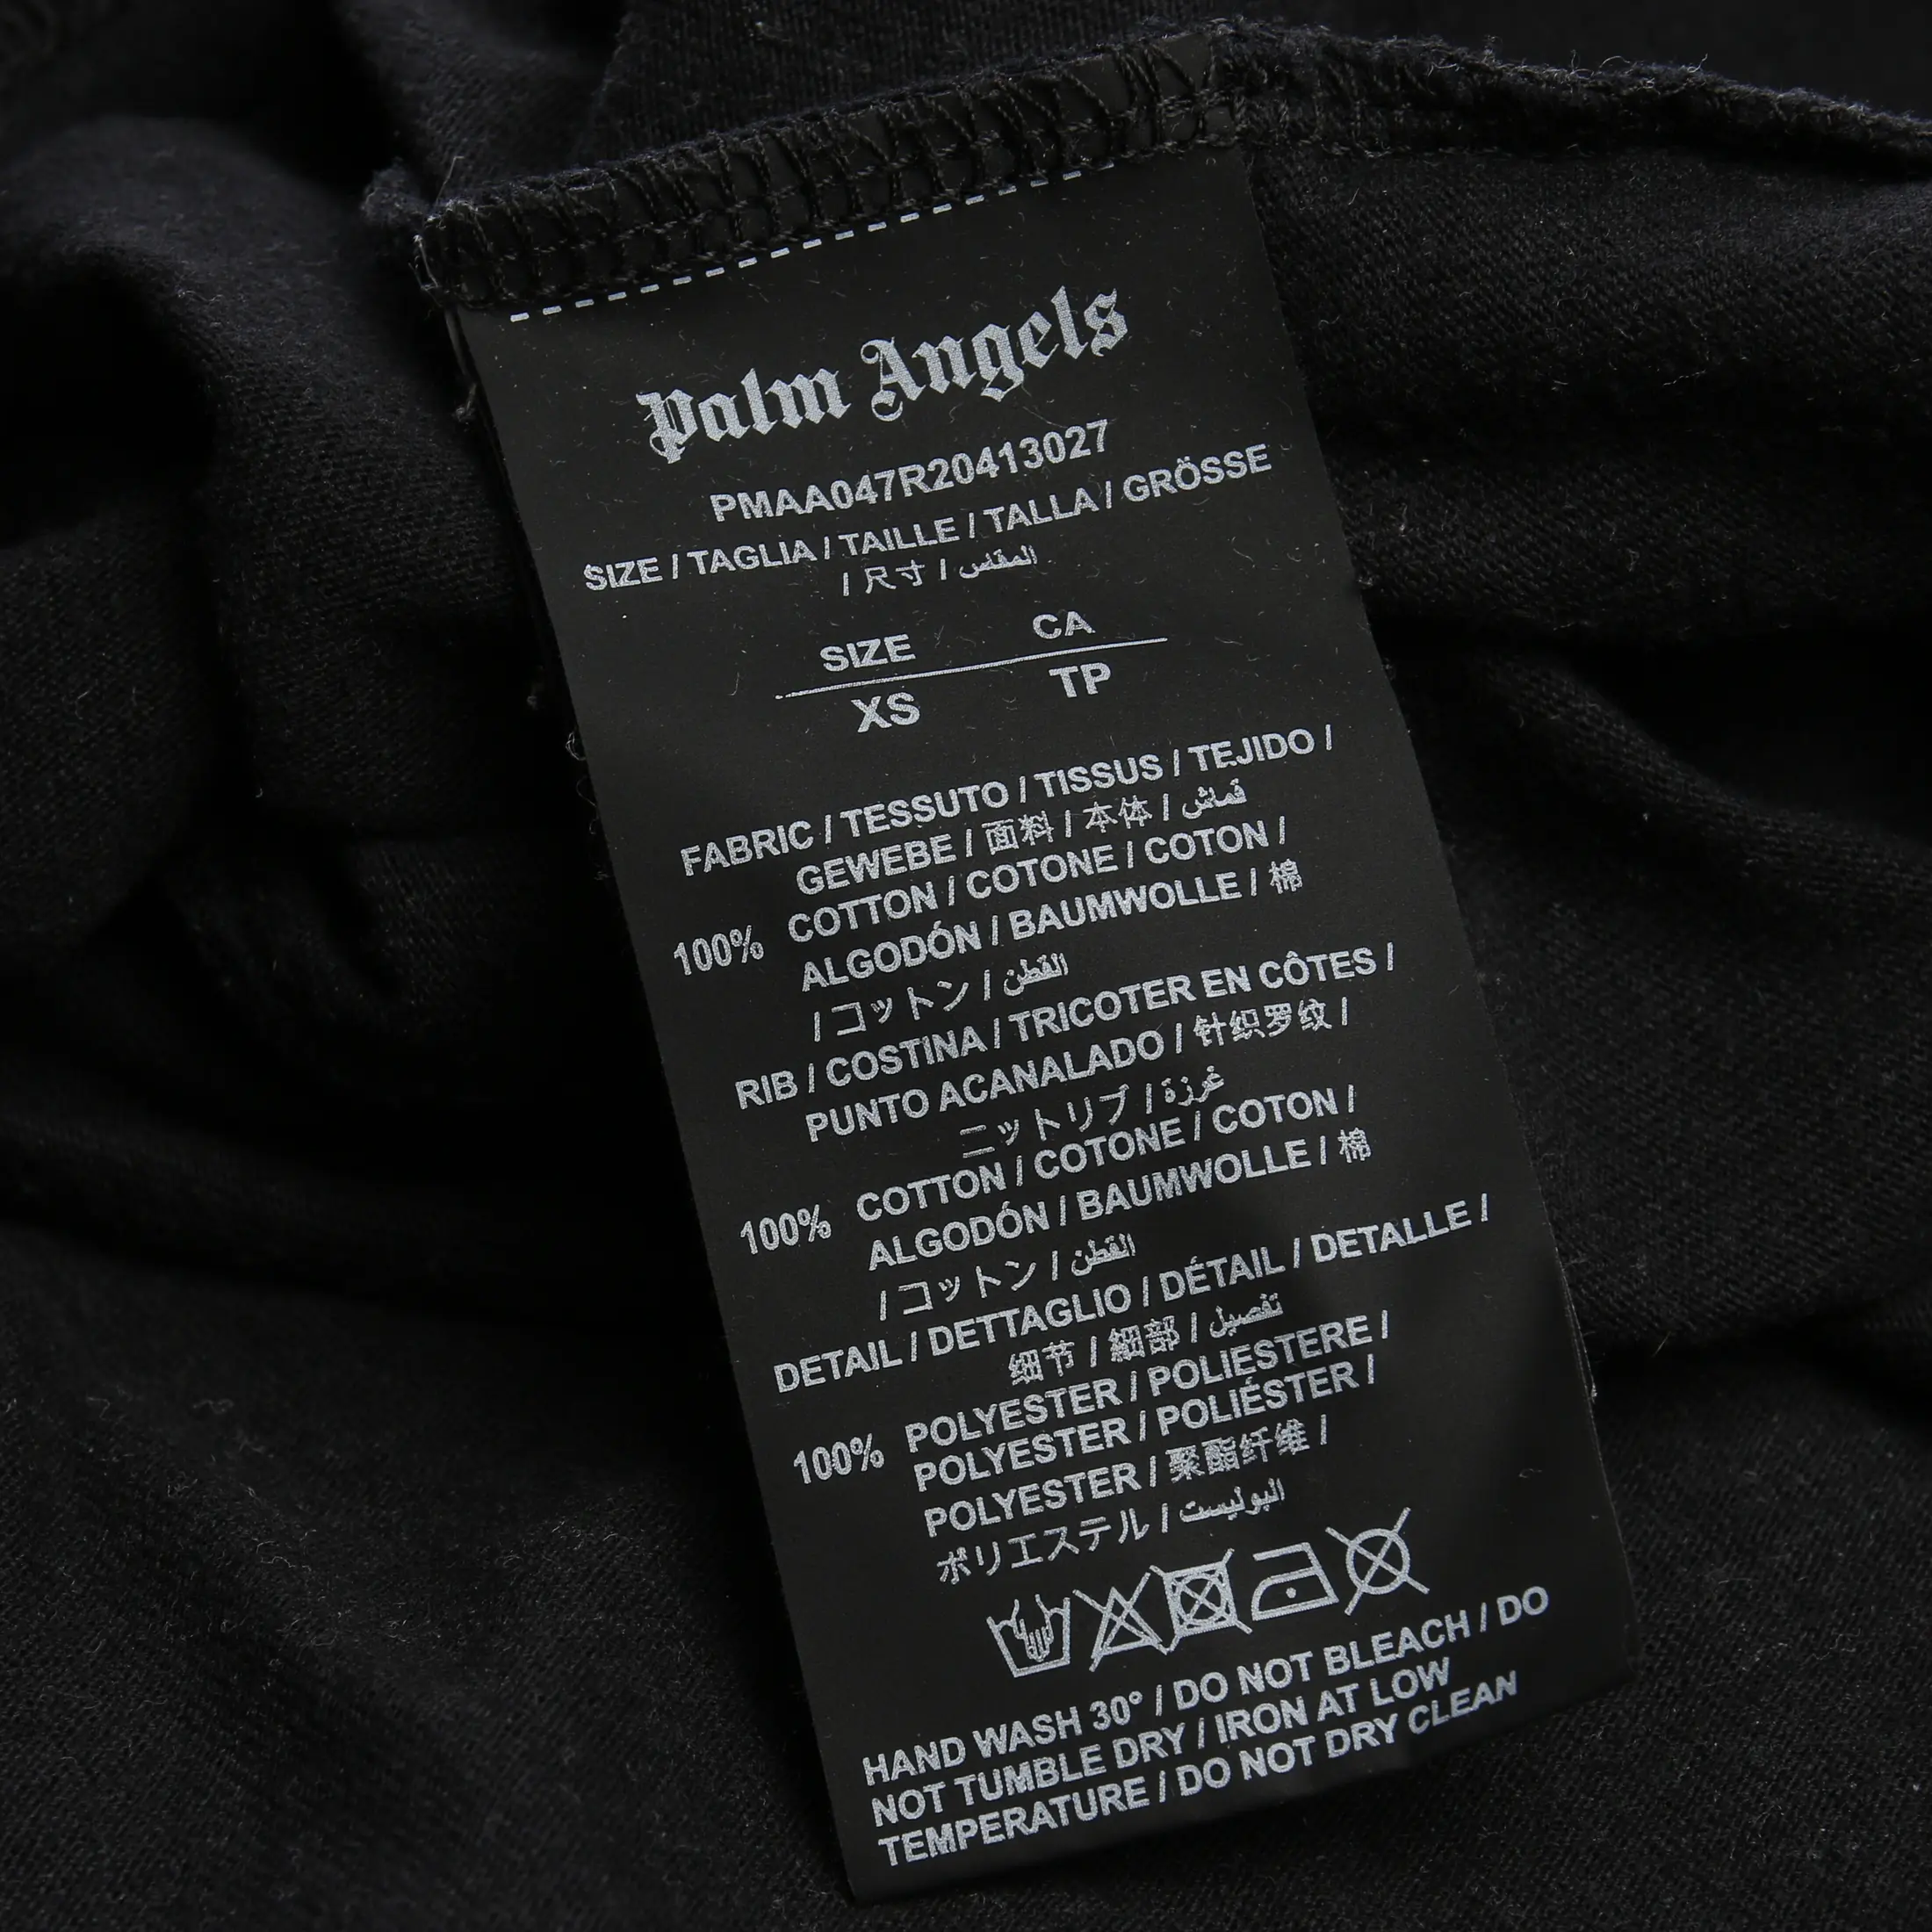 Palm Angels
PMAA047R20413027
SIZE / TAGLIA / TAILLE / TALLA / GRÖSSE
/ 尺寸 / المقاس
SIZE CA
XS TP
FABRIC / TESSUTO / TISSUS / TEJIDO /
GEWEBE / 面料 / 本体 / قماش
100% COTTON / COTONE / COTON /
ALGODÓN / BAUMWOLLE / 棉
/ コットン / القطن
RIB / COSTINA / TRICOTER EN CÔTES /
PUNTO ACANALADO / 针织罗纹 /
ニットリブ / غرزة
100% COTTON / COTONE / COTON /
ALGODÓN / BAUMWOLLE / 棉
/ コットン / القطن
DETAIL / DETTAGLIO / DÉTAIL / DETALLE /
细节 / 細部 / تفصيل
100% POLYESTER / POLIESTERE /
POLYESTER / POLIÉSTER /
POLYESTER / 聚酯纤维 /
ポリエステル / البوليست
HAND WASH 30° / DO NOT BLEACH / DO
NOT TUMBLE DRY / IRON AT LOW
TEMPERATURE / DO NOT DRY CLEAN